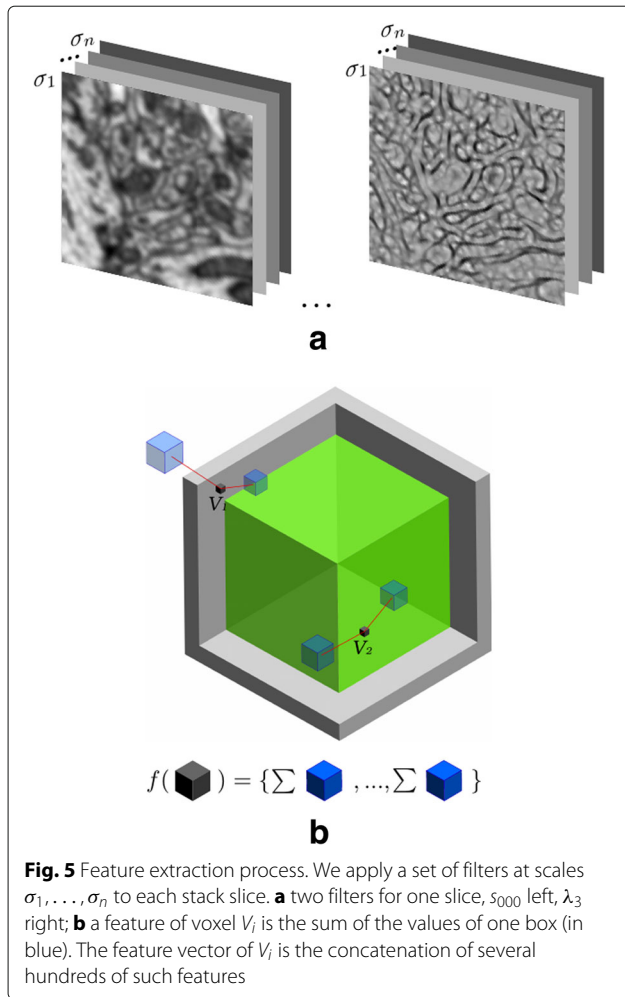 σn
...
σ1
σn
...
σ1
...
a
V1
V2
f( ) = {∑ , ...,∑ }
b
Fig. 5 Feature extraction process. We apply a set of filters at scales
σ1, . . . , σn to each stack slice. a two filters for one slice, s000 left, λ3
right; b a feature of voxel Vi is the sum of the values of one box (in
blue). The feature vector of Vi is the concatenation of several
hundreds of such features